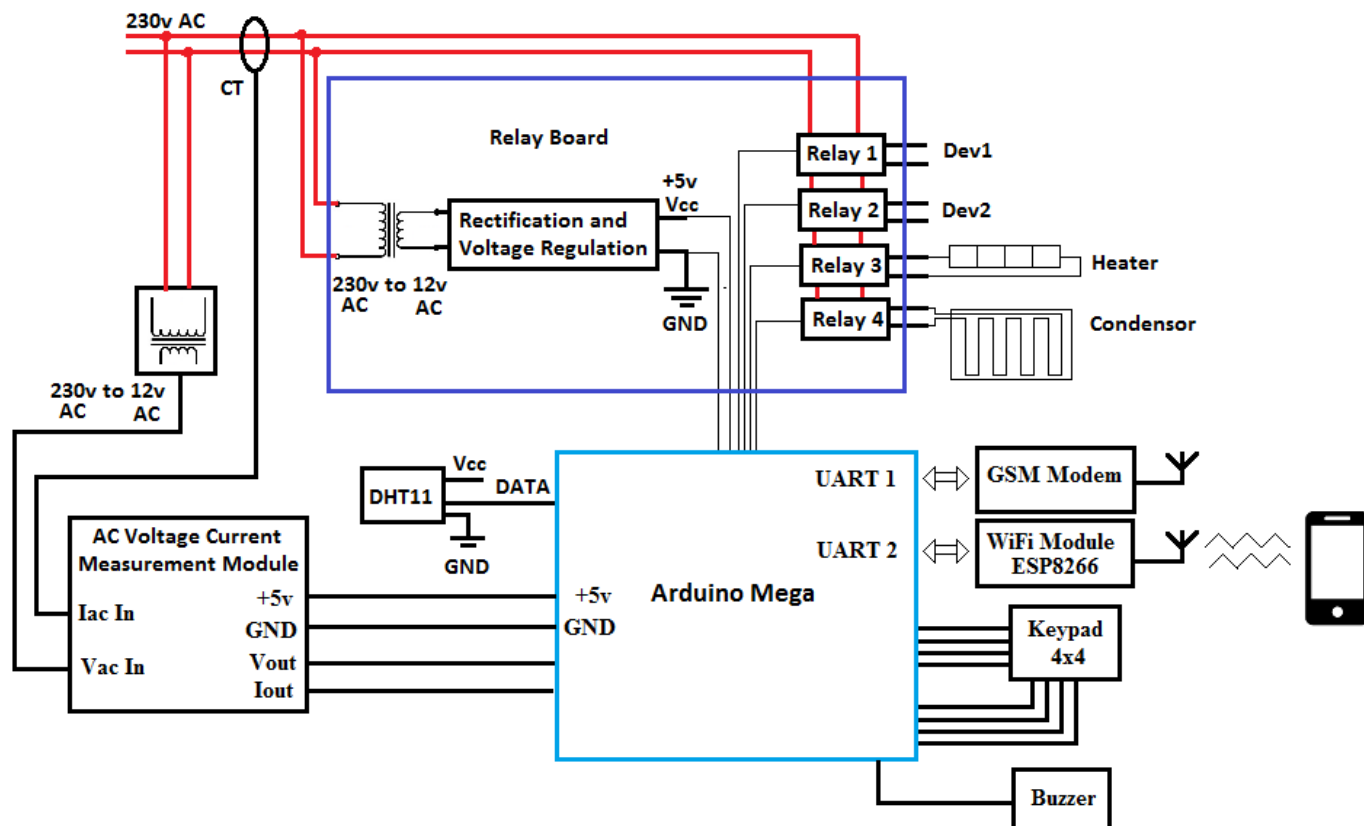 230v AC
CT
Relay Board
Relay 1
Dev1
+5v
Vcc
Relay 2
Dev2
Rectification and
Voltage Regulation
Relay 3
Heater
230v to 12v
AC AC
GND
Relay 4
Condensor
230v to 12v
AC AC
Vcc
DHT11
DATA
GND
UART 1
GSM Modem
UART 2
WiFi Module
ESP8266
Arduino Mega
AC Voltage Current
Measurement Module
+5v
+5v
Iac In
GND
GND
Vac In
Vout
Iout
Keypad
4x4
Buzzer